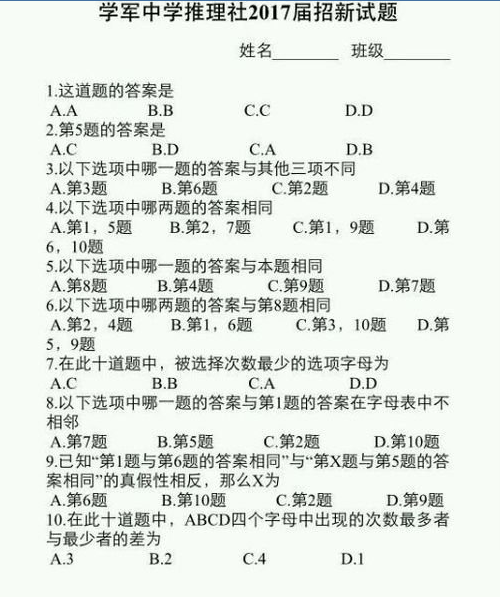 学军中学推理社2017届招新试题
姓名________ 班级________
1.这道题的答案是
A.A B.B C.C D.D
2.第5题的答案是
A.C B.D C.A D.B
3.以下选项中哪一题的答案与其他三项不同
A.第3题 B.第6题 C.第2题 D.第4题
4.以下选项中哪两题的答案相同
A.第1，5题 B.第2，7题 C.第1，9题 D.第
6，10题
5.以下选项中哪一题的答案与本题相同
A.第8题 B.第4题 C.第9题 D.第7题
6.以下选项中哪两题的答案与第8题相同
A.第2，4题 B.第1，6题 C.第3，10题 D.第
5，9题
7.在此十道题中，被选择次数最少的选项字母为
A.C B.B C.A D.D
8.以下选项中哪一题的答案与第1题的答案在字母表中不
相邻
A.第7题 B.第5题 C.第2题 D.第10题
9.已知“第1题与第6题的答案相同”与“第X题与第5题的答
案相同”的真假性相反，那么X为
A.第6题 B.第10题 C.第2题 D.第9题
10.在此十道题中，ABCD四个字母中出现的次数最多者
与最少者的差为
A.3 B.2 C.4 D.1